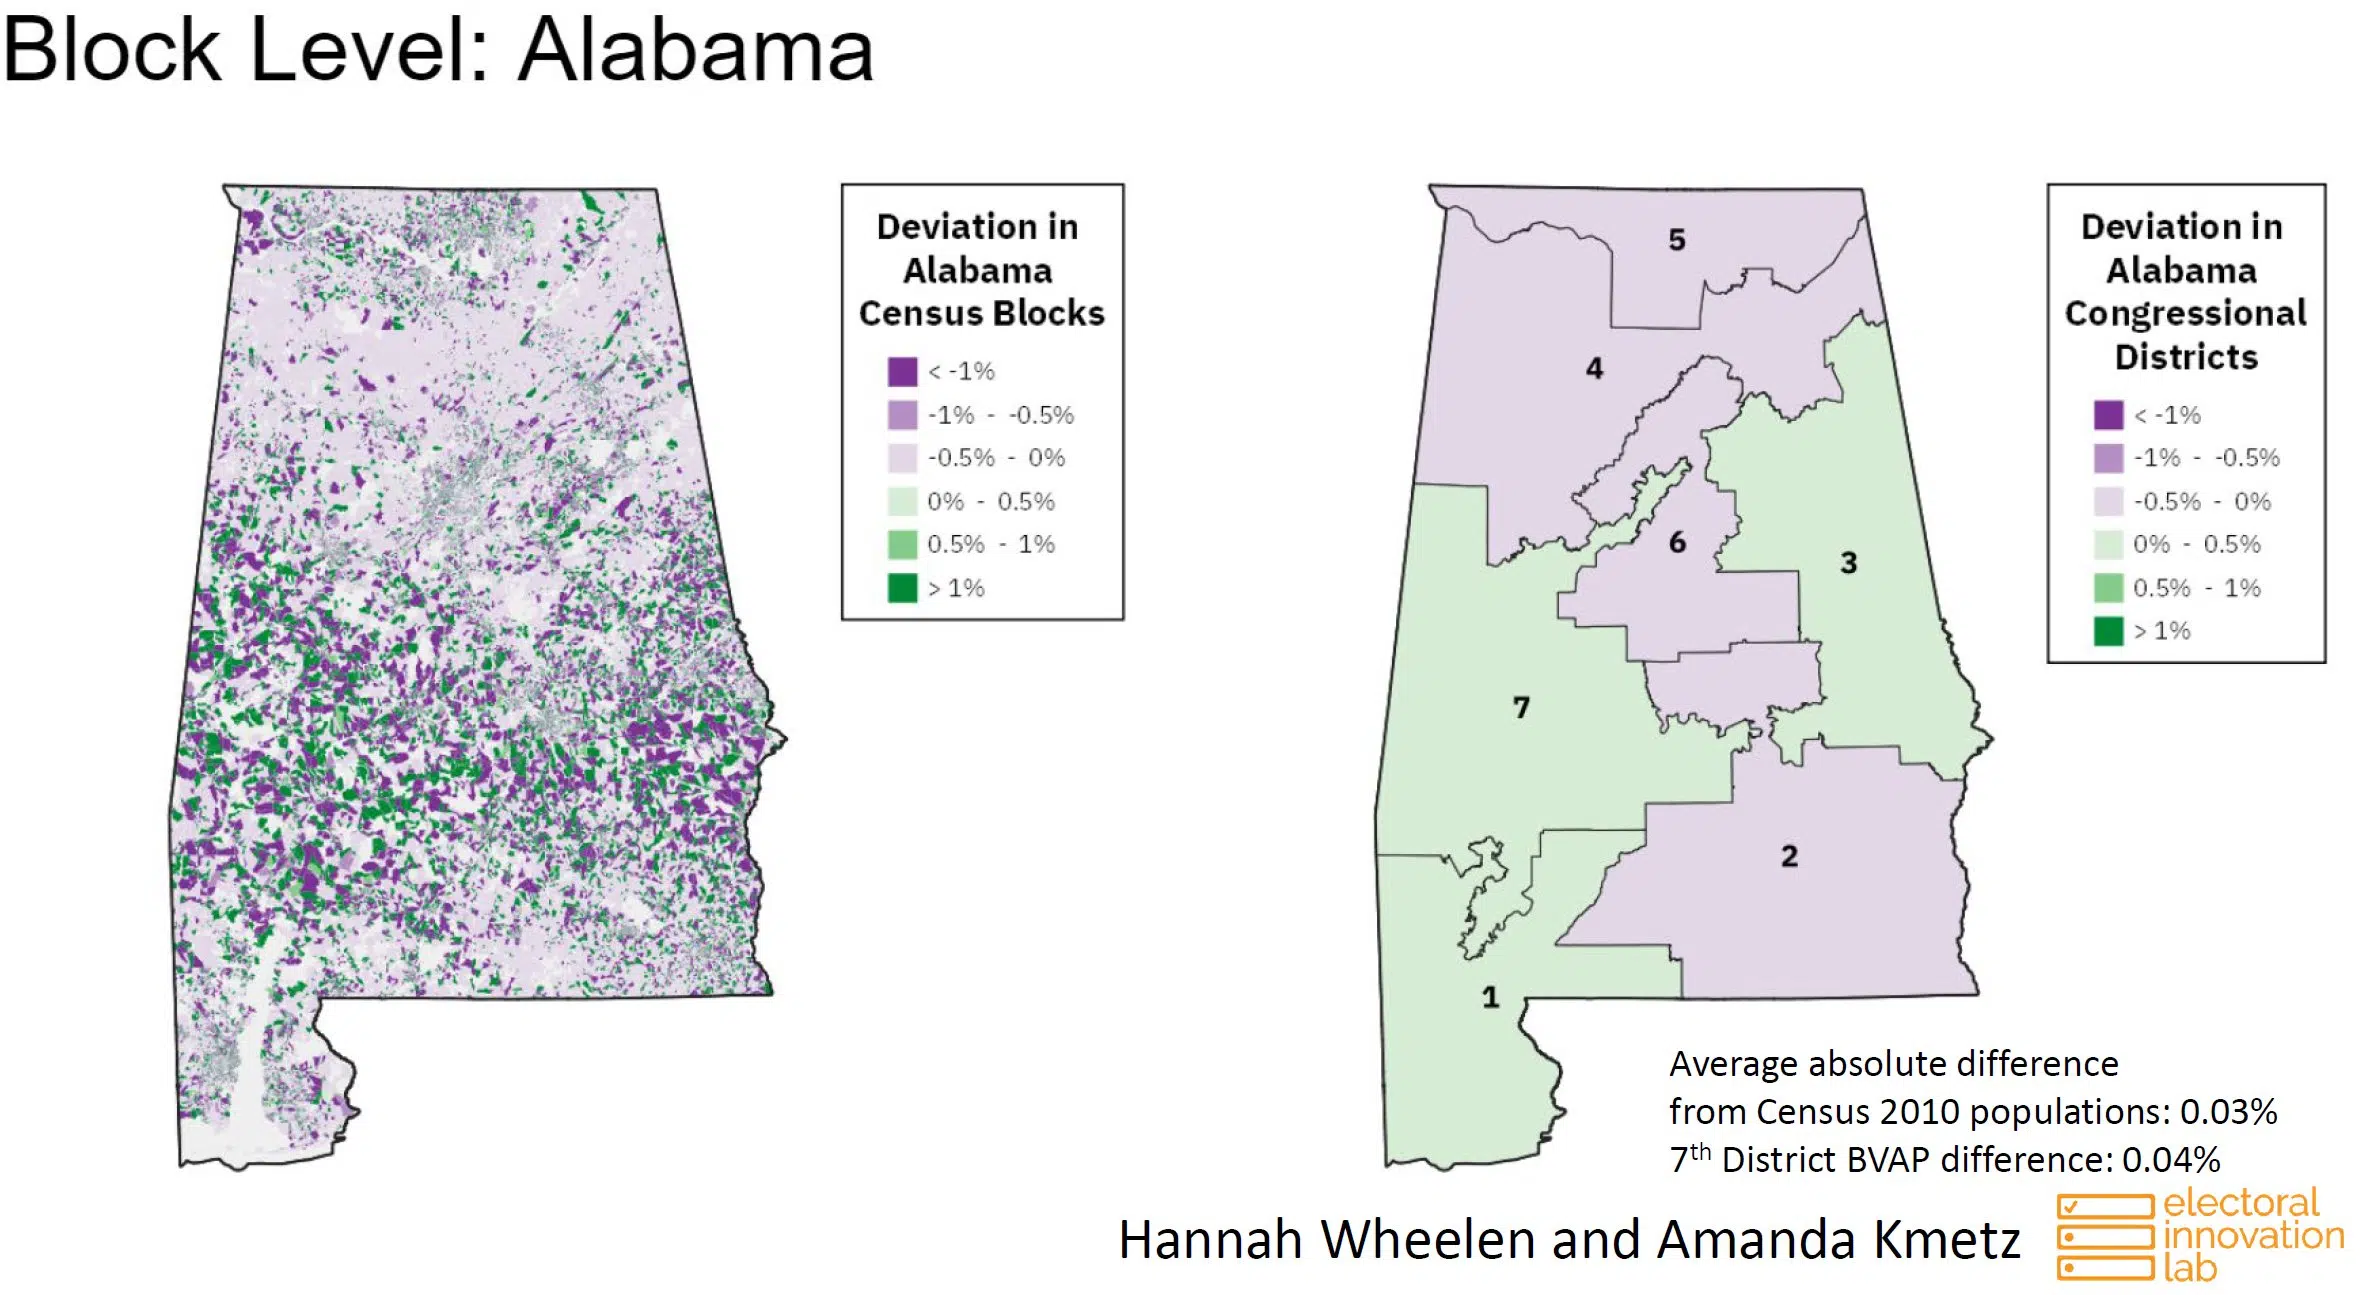 Block Level: Alabama
Deviation in
Alabama
Census Blocks
< -1%
-1% - -0.5%
-0.5% - 0%
0% - 0.5%
0.5% - 1%
> 1%
5
4
6
3
7
2
1
Deviation in
Alabama
Congressional
Districts
< -1%
-1% - -0.5%
-0.5% - 0%
0% - 0.5%
0.5% - 1%
> 1%
Average absolute difference
from Census 2010 populations: 0.03%
7th District BVAP difference: 0.04%
Hannah Wheelen and Amanda Kmetz
electoral
innovation
lab